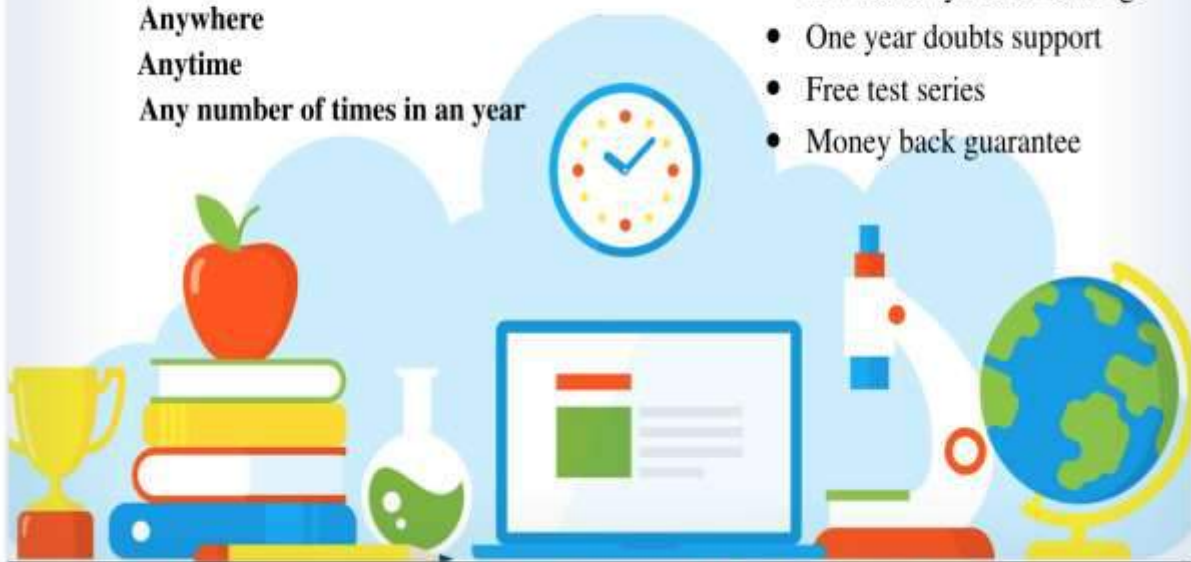 Anywhere
Anytime
Any number of times in an year
• One year doubts support
• Free test series
• Money back guarantee